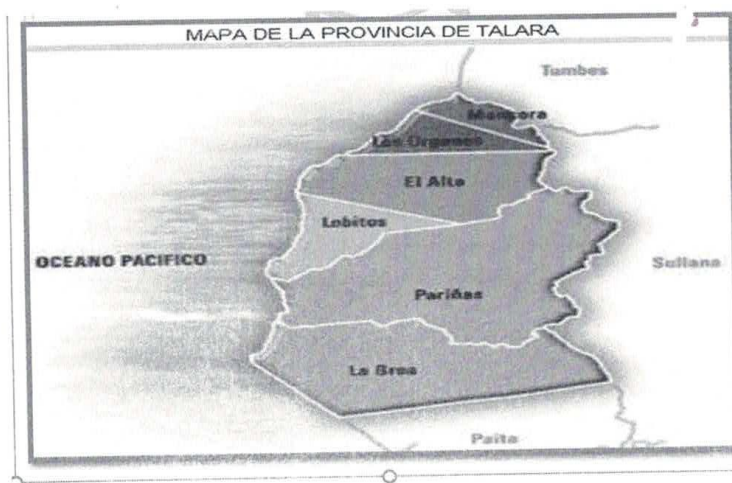 MAPA DE LA PROVINCIA DE TALARA
Tumbes
Mancora
Los Organos
El Alto
Lobitos
OCEANO PACIFICO
Sullana
Pariñas
La Brea
Paita